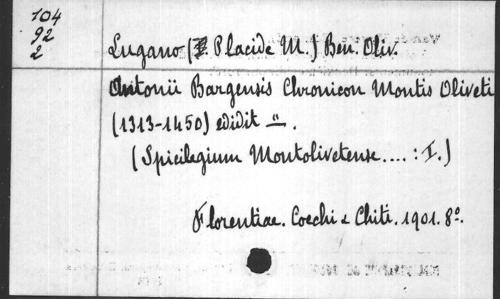 104
92
2
Lugano (P. Placide M.) Ben. Oliv.
Antonii Bargensis Chronicon Montis Oliveti
(1313-1450) edidit _"_.
(Spicilegium Montolivetense.... : I.)
Florentiae. Cocchi & Chiti. 1901. 8º.